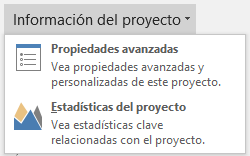 Información del proyecto
Propiedades avanzadas
Vea propiedades avanzadas y
personalizadas de este proyecto.
Estadísticas del proyecto
Vea estadísticas clave
relacionadas con el proyecto.